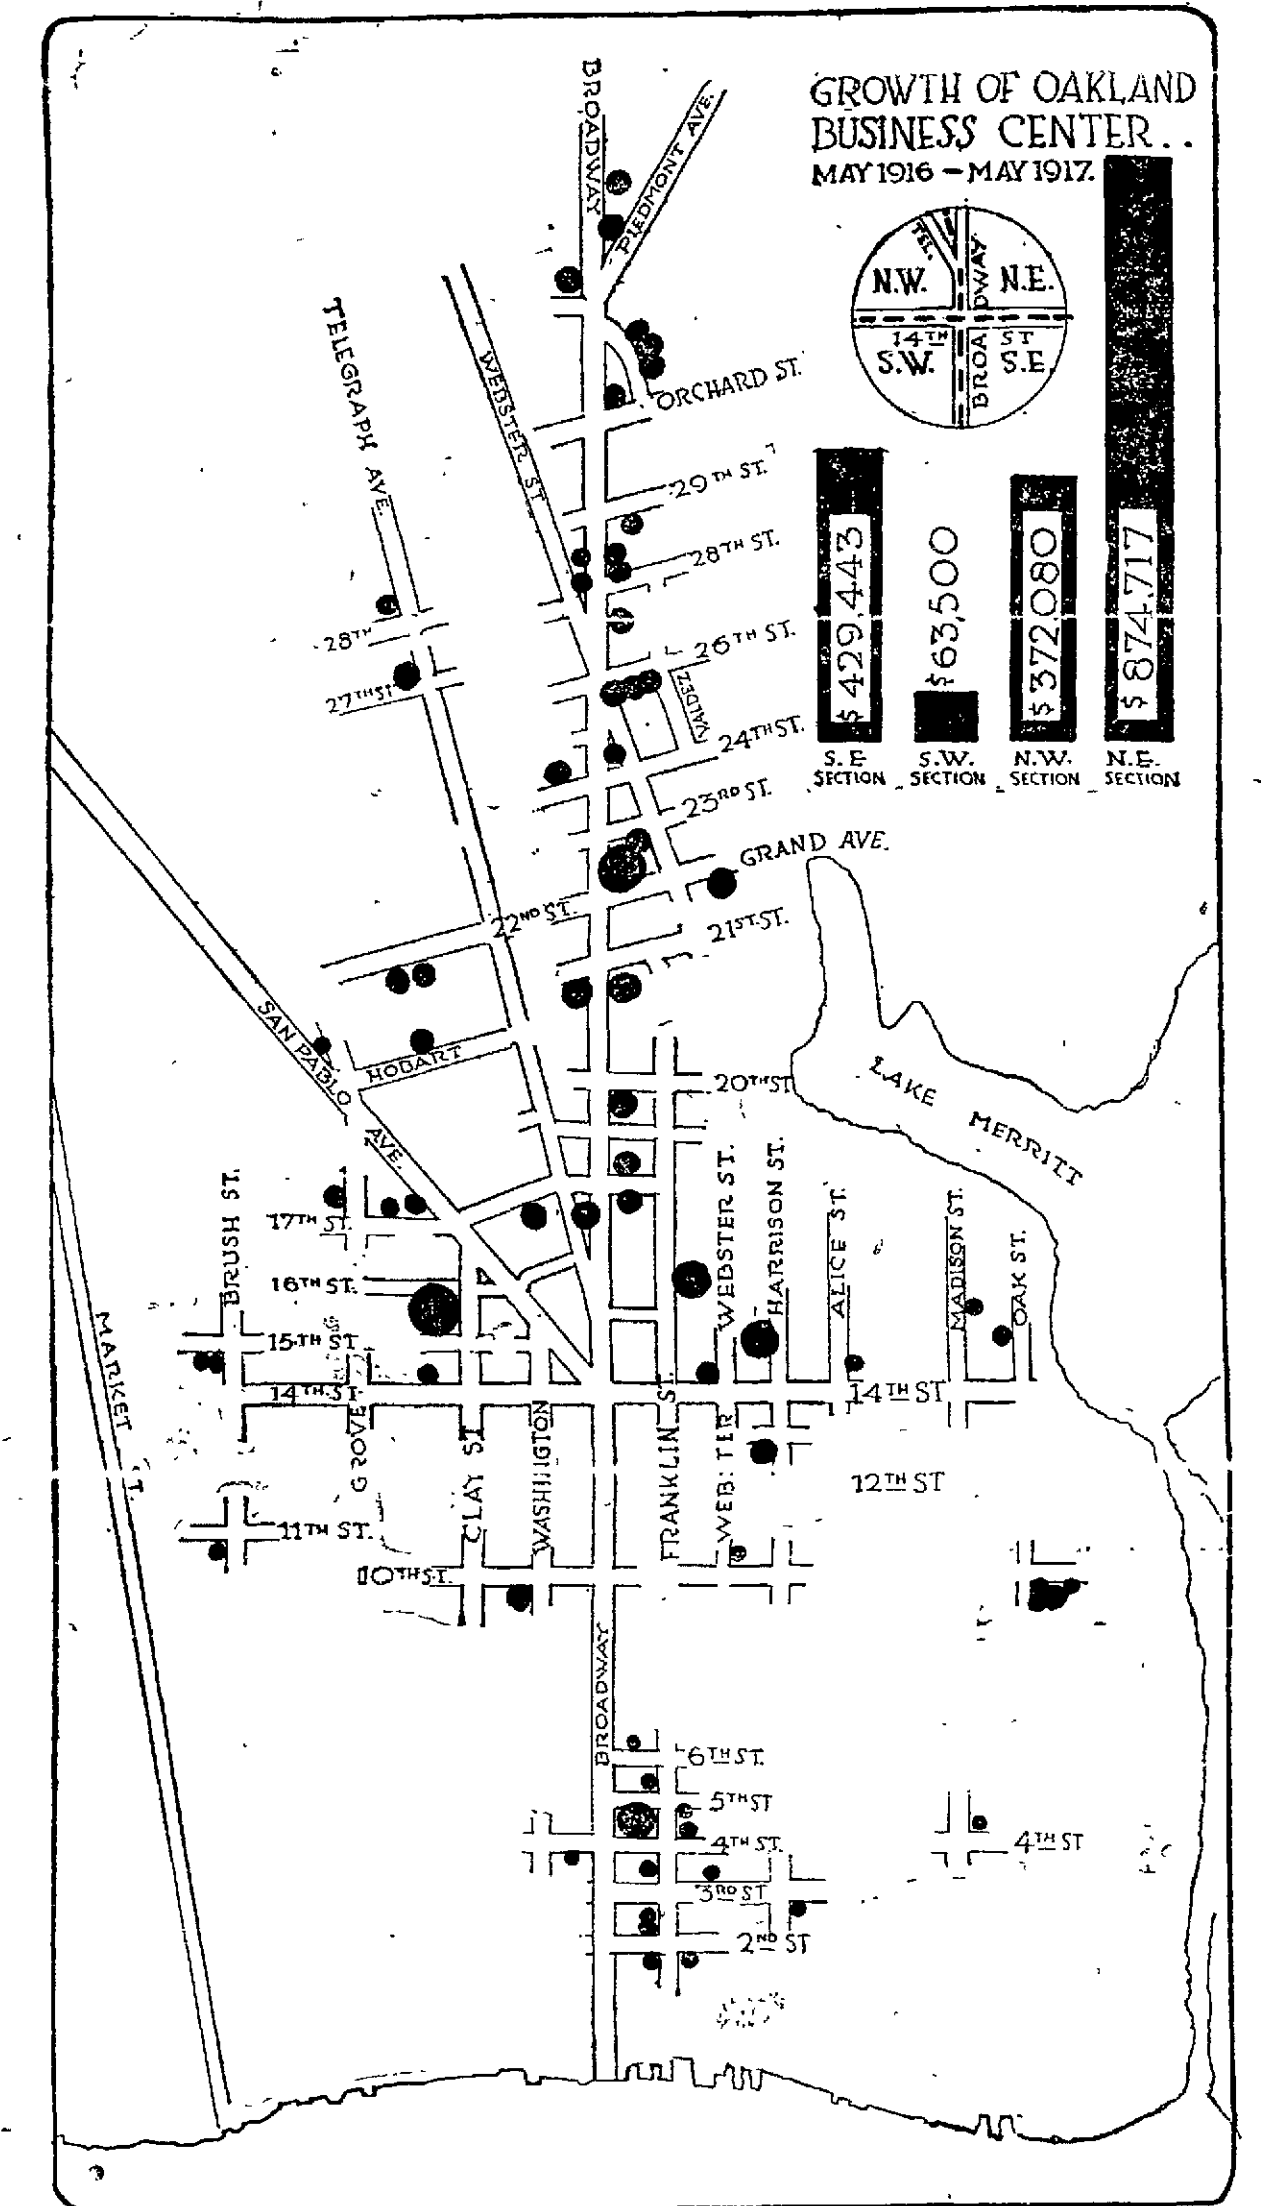 GROWTH OF OAKLAND
BUSINESS CENTER..
MAY 1916 - MAY 1917.
TEL.
BROADWAY
N.W.
N.E.
14TH ST
S.W.
S.E.
$429,443
$63,500
$372,080
$874,717
S.E. SECTION
S.W. SECTION
N.W. SECTION
N.E. SECTION
BROADWAY
PIEDMONT AVE.
TELEGRAPH AVE.
WEBSTER ST
ORCHARD ST.
29TH ST.
28TH ST.
28TH
26TH ST.
27TH ST
VALDEZ
24TH ST.
23RD ST.
GRAND AVE.
22ND ST.
21ST ST.
SAN PABLO AVE.
HOBART
20TH ST
LAKE MERRITT
BRUSH ST.
17TH ST.
WEBSTER ST.
HARRISON ST.
ALICE ST.
MADISON ST.
OAK ST.
16TH ST.
15TH ST
MARKET ST.
14TH ST
14TH ST
GROVE
CLAY ST
WASHINGTON
FRANKLIN ST
WEBSTER
12TH ST
11TH ST.
10TH ST.
BROADWAY
6TH ST.
5TH ST
4TH ST.
4TH ST
3RD ST
2ND ST